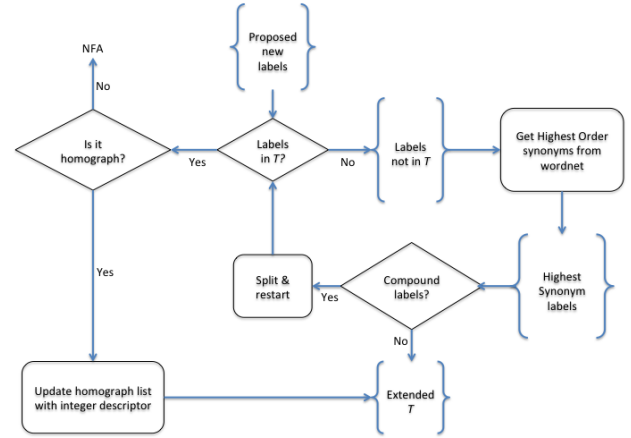 Proposed
new
labels
NFA
No
Is it
homograph?
Yes
Labels
in T?
No
Labels
not in T
Get Highest Order
synonyms from
wordnet
Yes
Split &
restart
Yes
Compound
labels?
Highest
Synonym
labels
No
Update homograph list
with integer descriptor
Extended
T